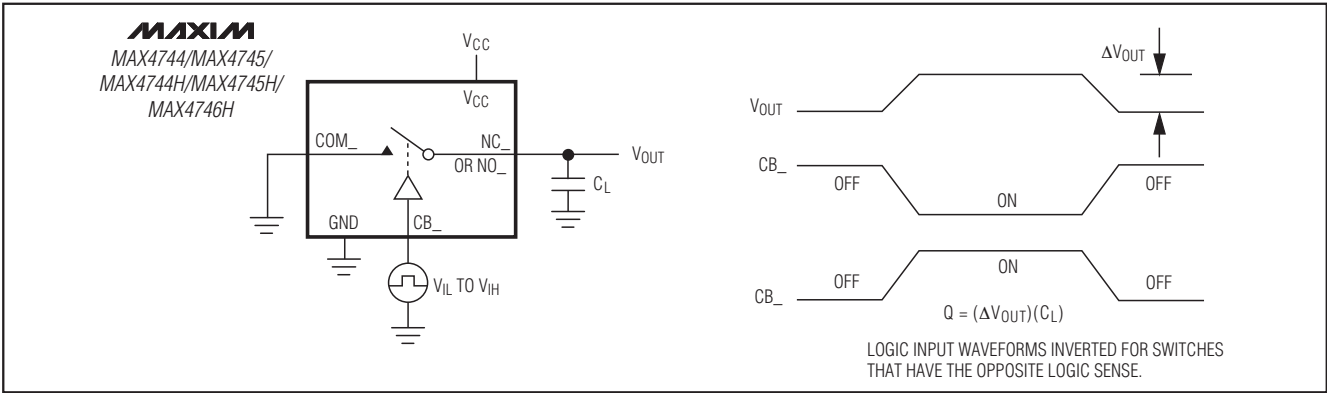 MAXIM
MAX4744/MAX4745/
MAX4744H/MAX4745H/
MAX4746H
VCC
VCC
COM_
NC_
OR NO_
VOUT
CL
GND
CB_
VIL TO VIH
ΔVOUT
VOUT
CB_
OFF
ON
OFF
CB_
OFF
ON
OFF
Q = (ΔVOUT)(CL)
LOGIC INPUT WAVEFORMS INVERTED FOR SWITCHES
THAT HAVE THE OPPOSITE LOGIC SENSE.